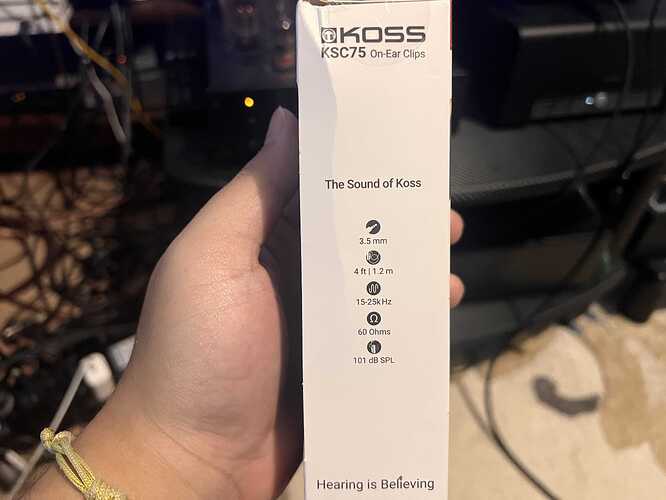 KOSS
KSC75 On-Ear Clips
The Sound of Koss
3.5 mm
4 ft | 1.2 m
15-25kHz
60 Ohms
101 dB SPL
Hearing is Believing